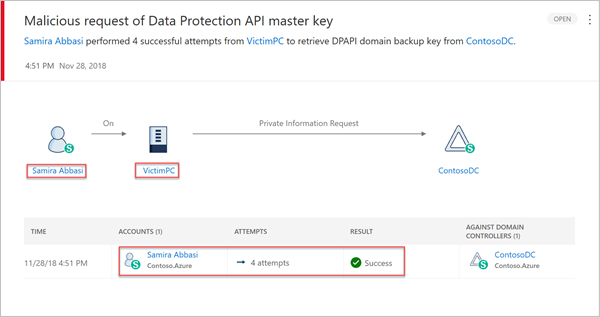 Malicious request of Data Protection API master key
OPEN
Samira Abbasi performed 4 successful attempts from VictimPC to retrieve DPAPI domain backup key from ContosoDC.
4:51 PM Nov 28, 2018
On
Private Information Request
S
S
Samira Abbasi
VictimPC
ContosoDC
TIME
ACCOUNTS (1)
ATTEMPTS
RESULT
AGAINST DOMAIN
CONTROLLERS (1)
11/28/18 4:51 PM
S
Samira Abbasi
Contoso.Azure
4 attempts
Success
S
ContosoDC
Contoso.Azure